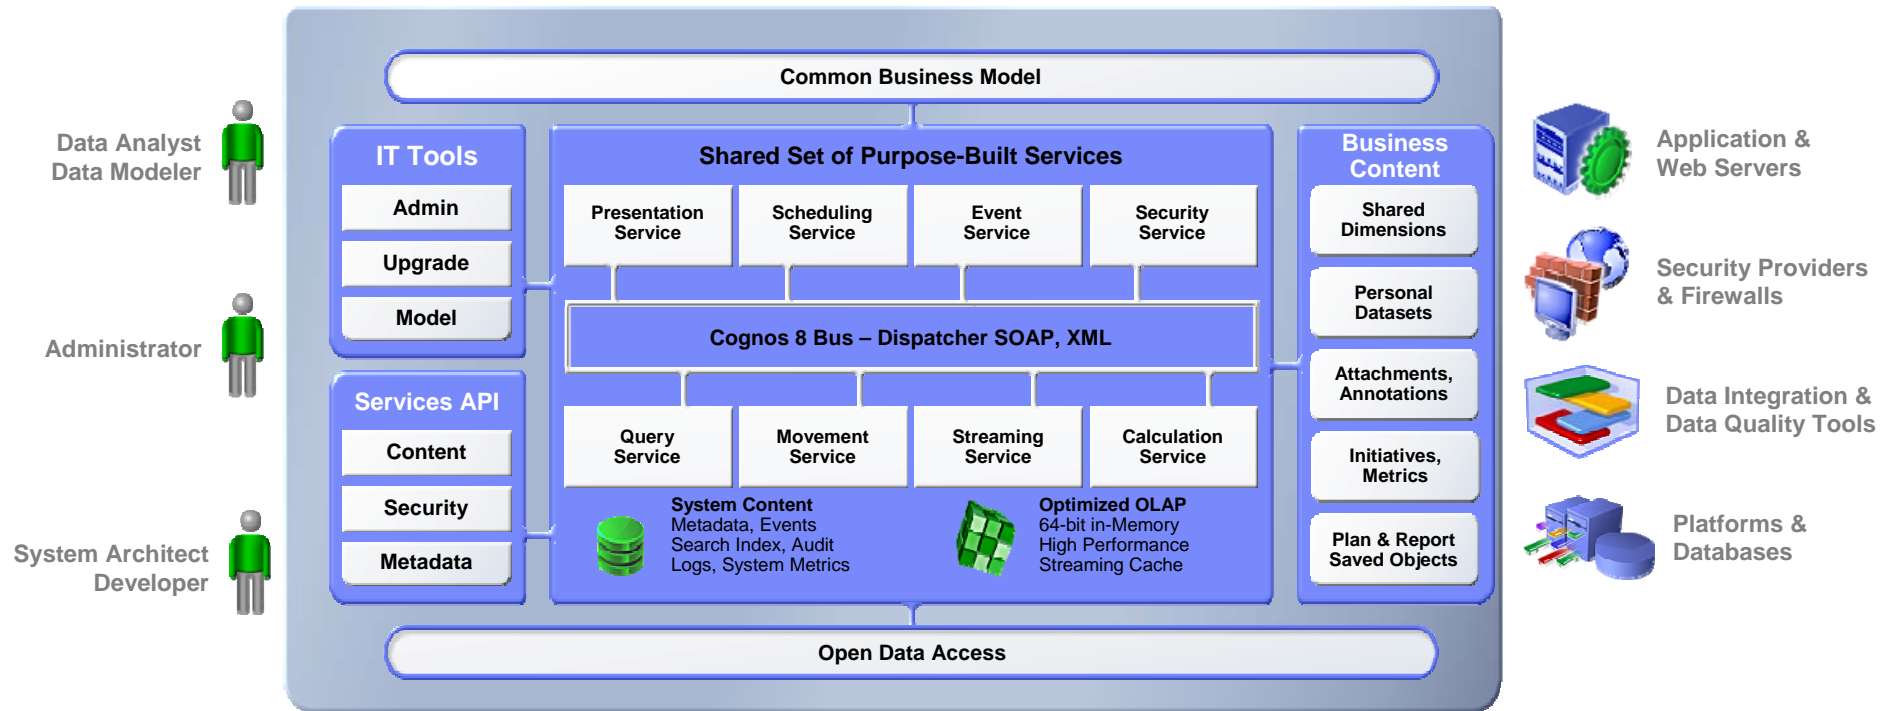 Common Business Model
Data Analyst
Data Modeler
Administrator
System Architect
Developer
IT Tools
Admin
Upgrade
Model
Services API
Content
Security
Metadata
Shared Set of Purpose-Built Services
Presentation
Service
Scheduling
Service
Event
Service
Security
Service
Cognos 8 Bus – Dispatcher SOAP, XML
Query
Service
Movement
Service
Streaming
Service
Calculation
Service
System Content
Metadata, Events
Search Index, Audit
Logs, System Metrics
Optimized OLAP
64-bit in-Memory
High Performance
Streaming Cache
Business
Content
Shared
Dimensions
Personal
Datasets
Attachments,
Annotations
Initiatives,
Metrics
Plan & Report
Saved Objects
Application &
Web Servers
Security Providers
& Firewalls
Data Integration &
Data Quality Tools
Platforms &
Databases
Open Data Access